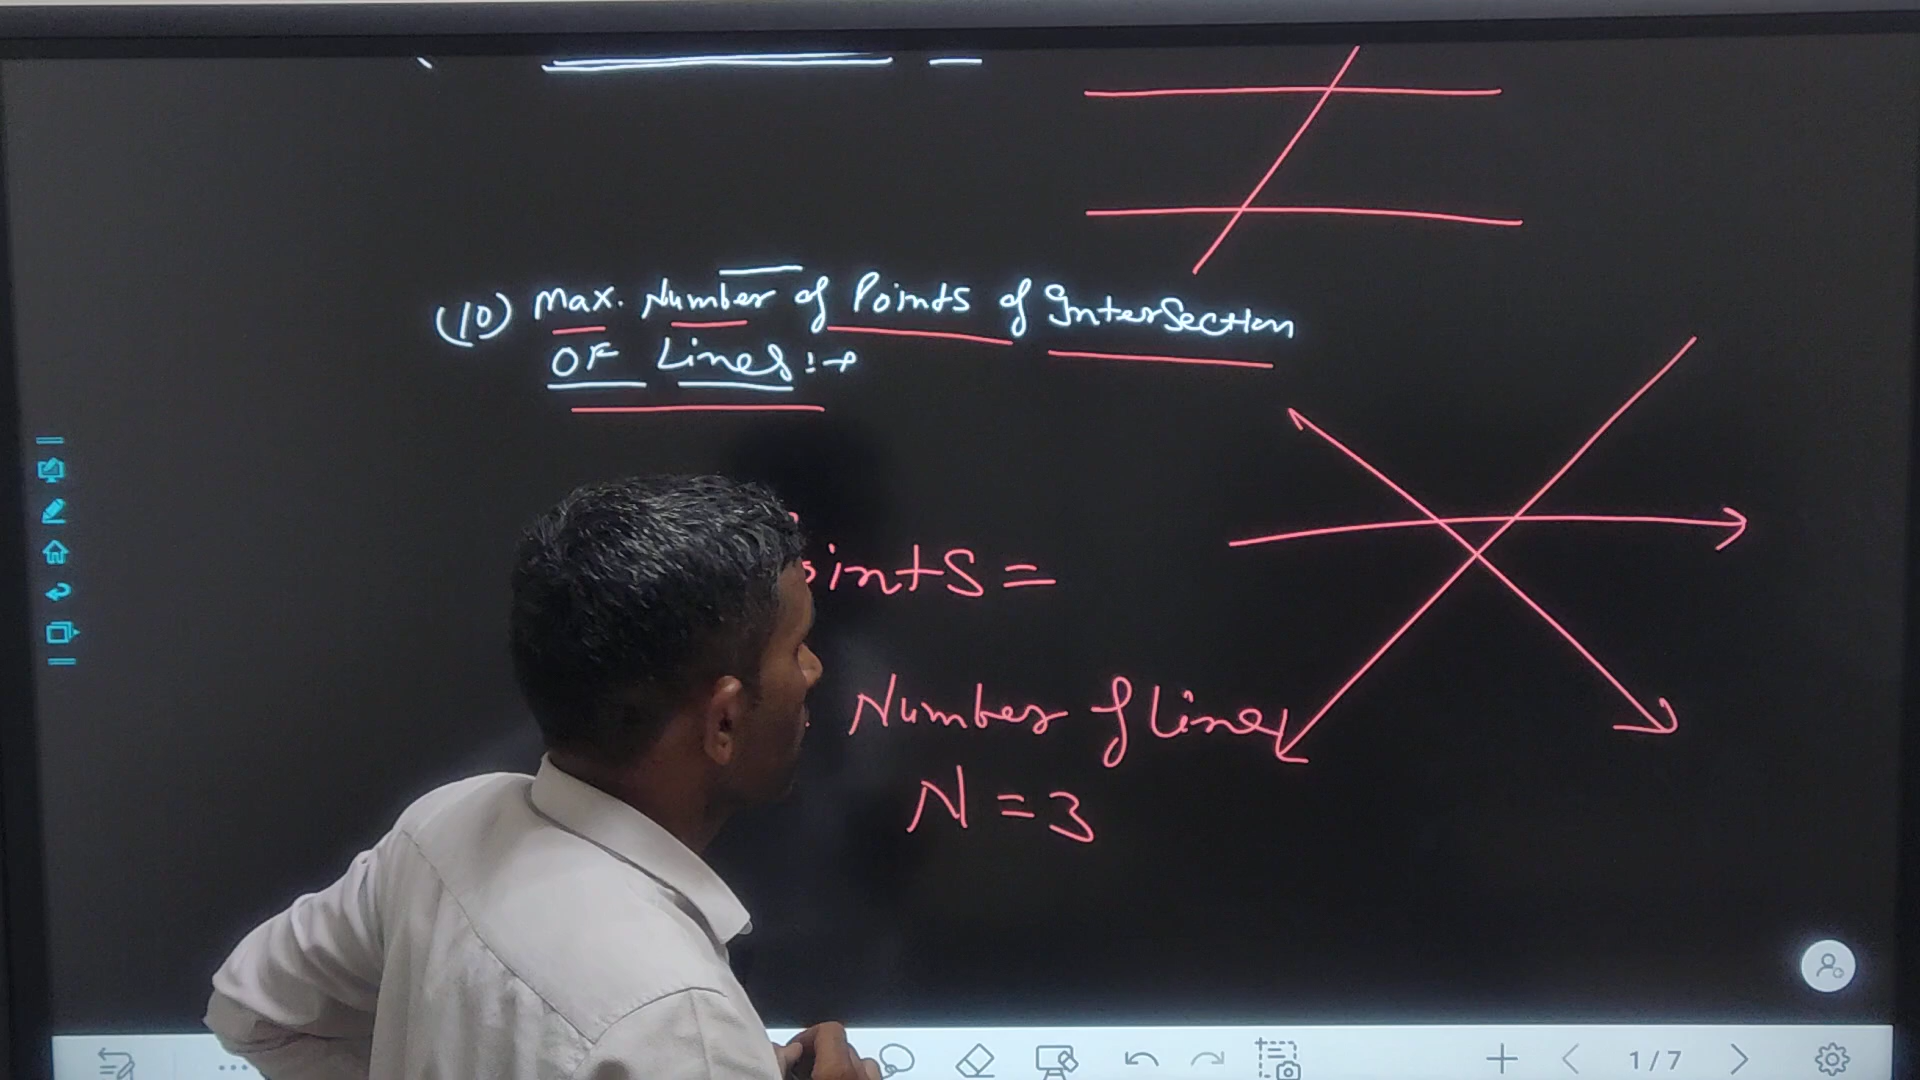 (10) Max. Number of Points of InterSection
OF Lines :→
ints =
Number of Lines
N = 3
1/7